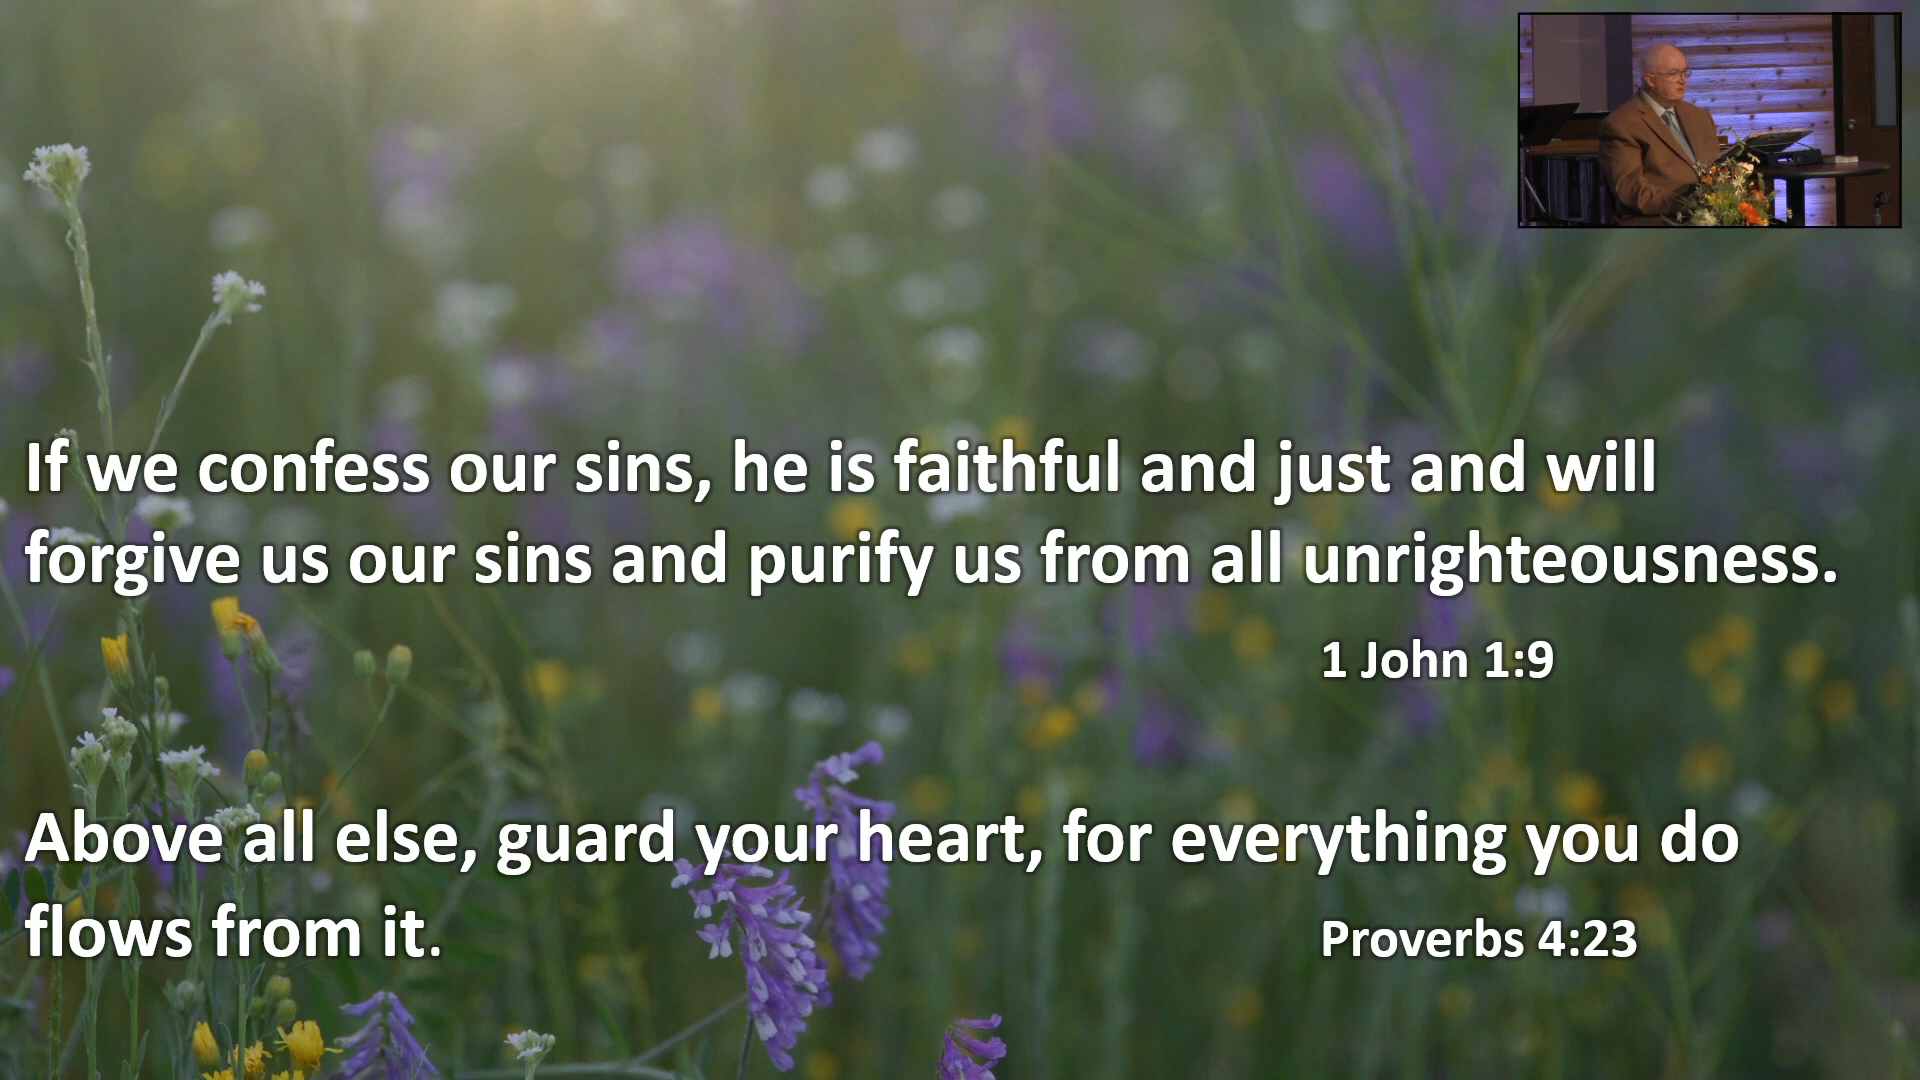 If we confess our sins, he is faithful and just and will
forgive us our sins and purify us from all unrighteousness.
1 John 1:9
Above all else, guard your heart, for everything you do
flows from it.
Proverbs 4:23